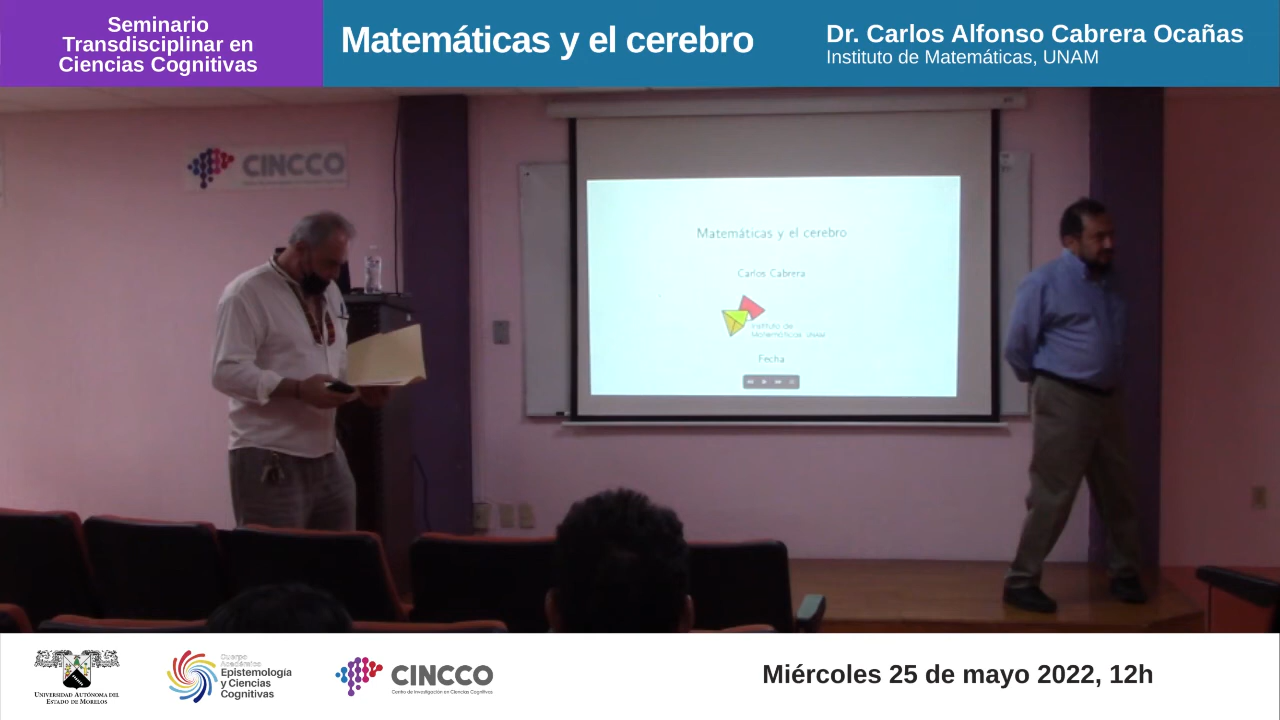 Seminario
Transdisciplinar en
Ciencias Cognitivas
Matemáticas y el cerebro
Dr. Carlos Alfonso Cabrera Ocañas
Instituto de Matemáticas, UNAM
CINCCO
Matemáticas y el cerebro
Carlos Cabrera
Instituto de
Matemáticas, UNAM
Fecha
UNIVERSIDAD AUTÓNOMA DEL
ESTADO DE MORELOS
Cuerpo
Académico
Epistemología
y Ciencias
Cognitivas
CINCCO
Centro de Investigación en Ciencias Cognitivas
Miércoles 25 de mayo 2022, 12h